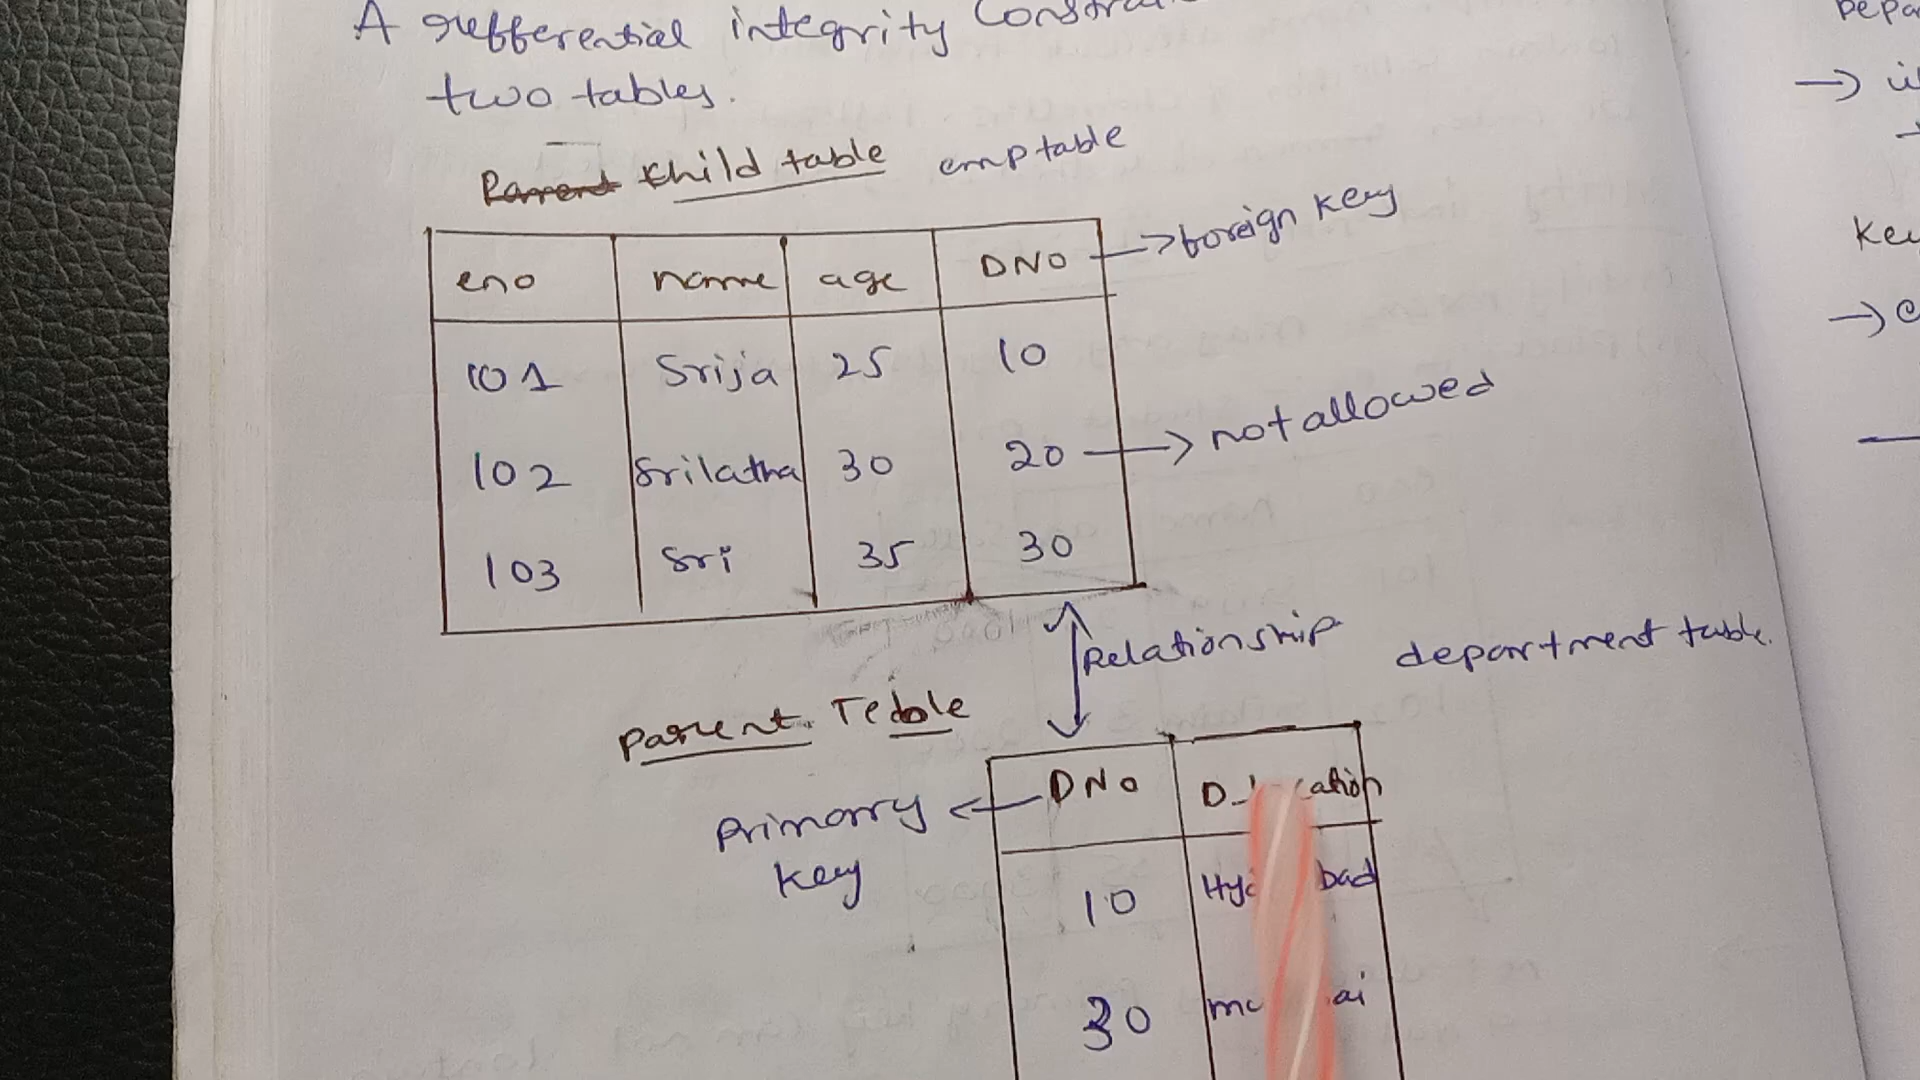 A refferential integrity
two tables.
Parent child table emp table
eno name age DNO → foreign key
101 Srija 25 10
102 Srilatha 30 20 → not allowed
103 Sri 35 30
Relationship
department table.
Parent Table
DNO
Primary
key
10
30